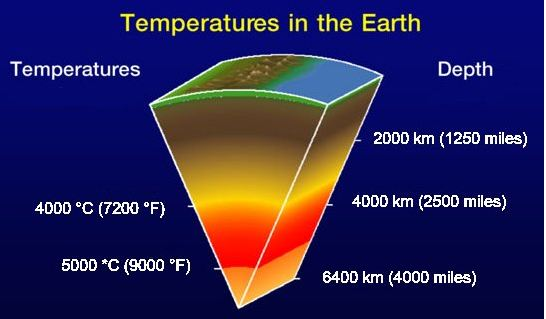 Temperatures in the Earth
Temperatures
Depth
2000 km (1250 miles)
4000 °C (7200 °F)
4000 km (2500 miles)
5000 *C (9000 °F)
6400 km (4000 miles)